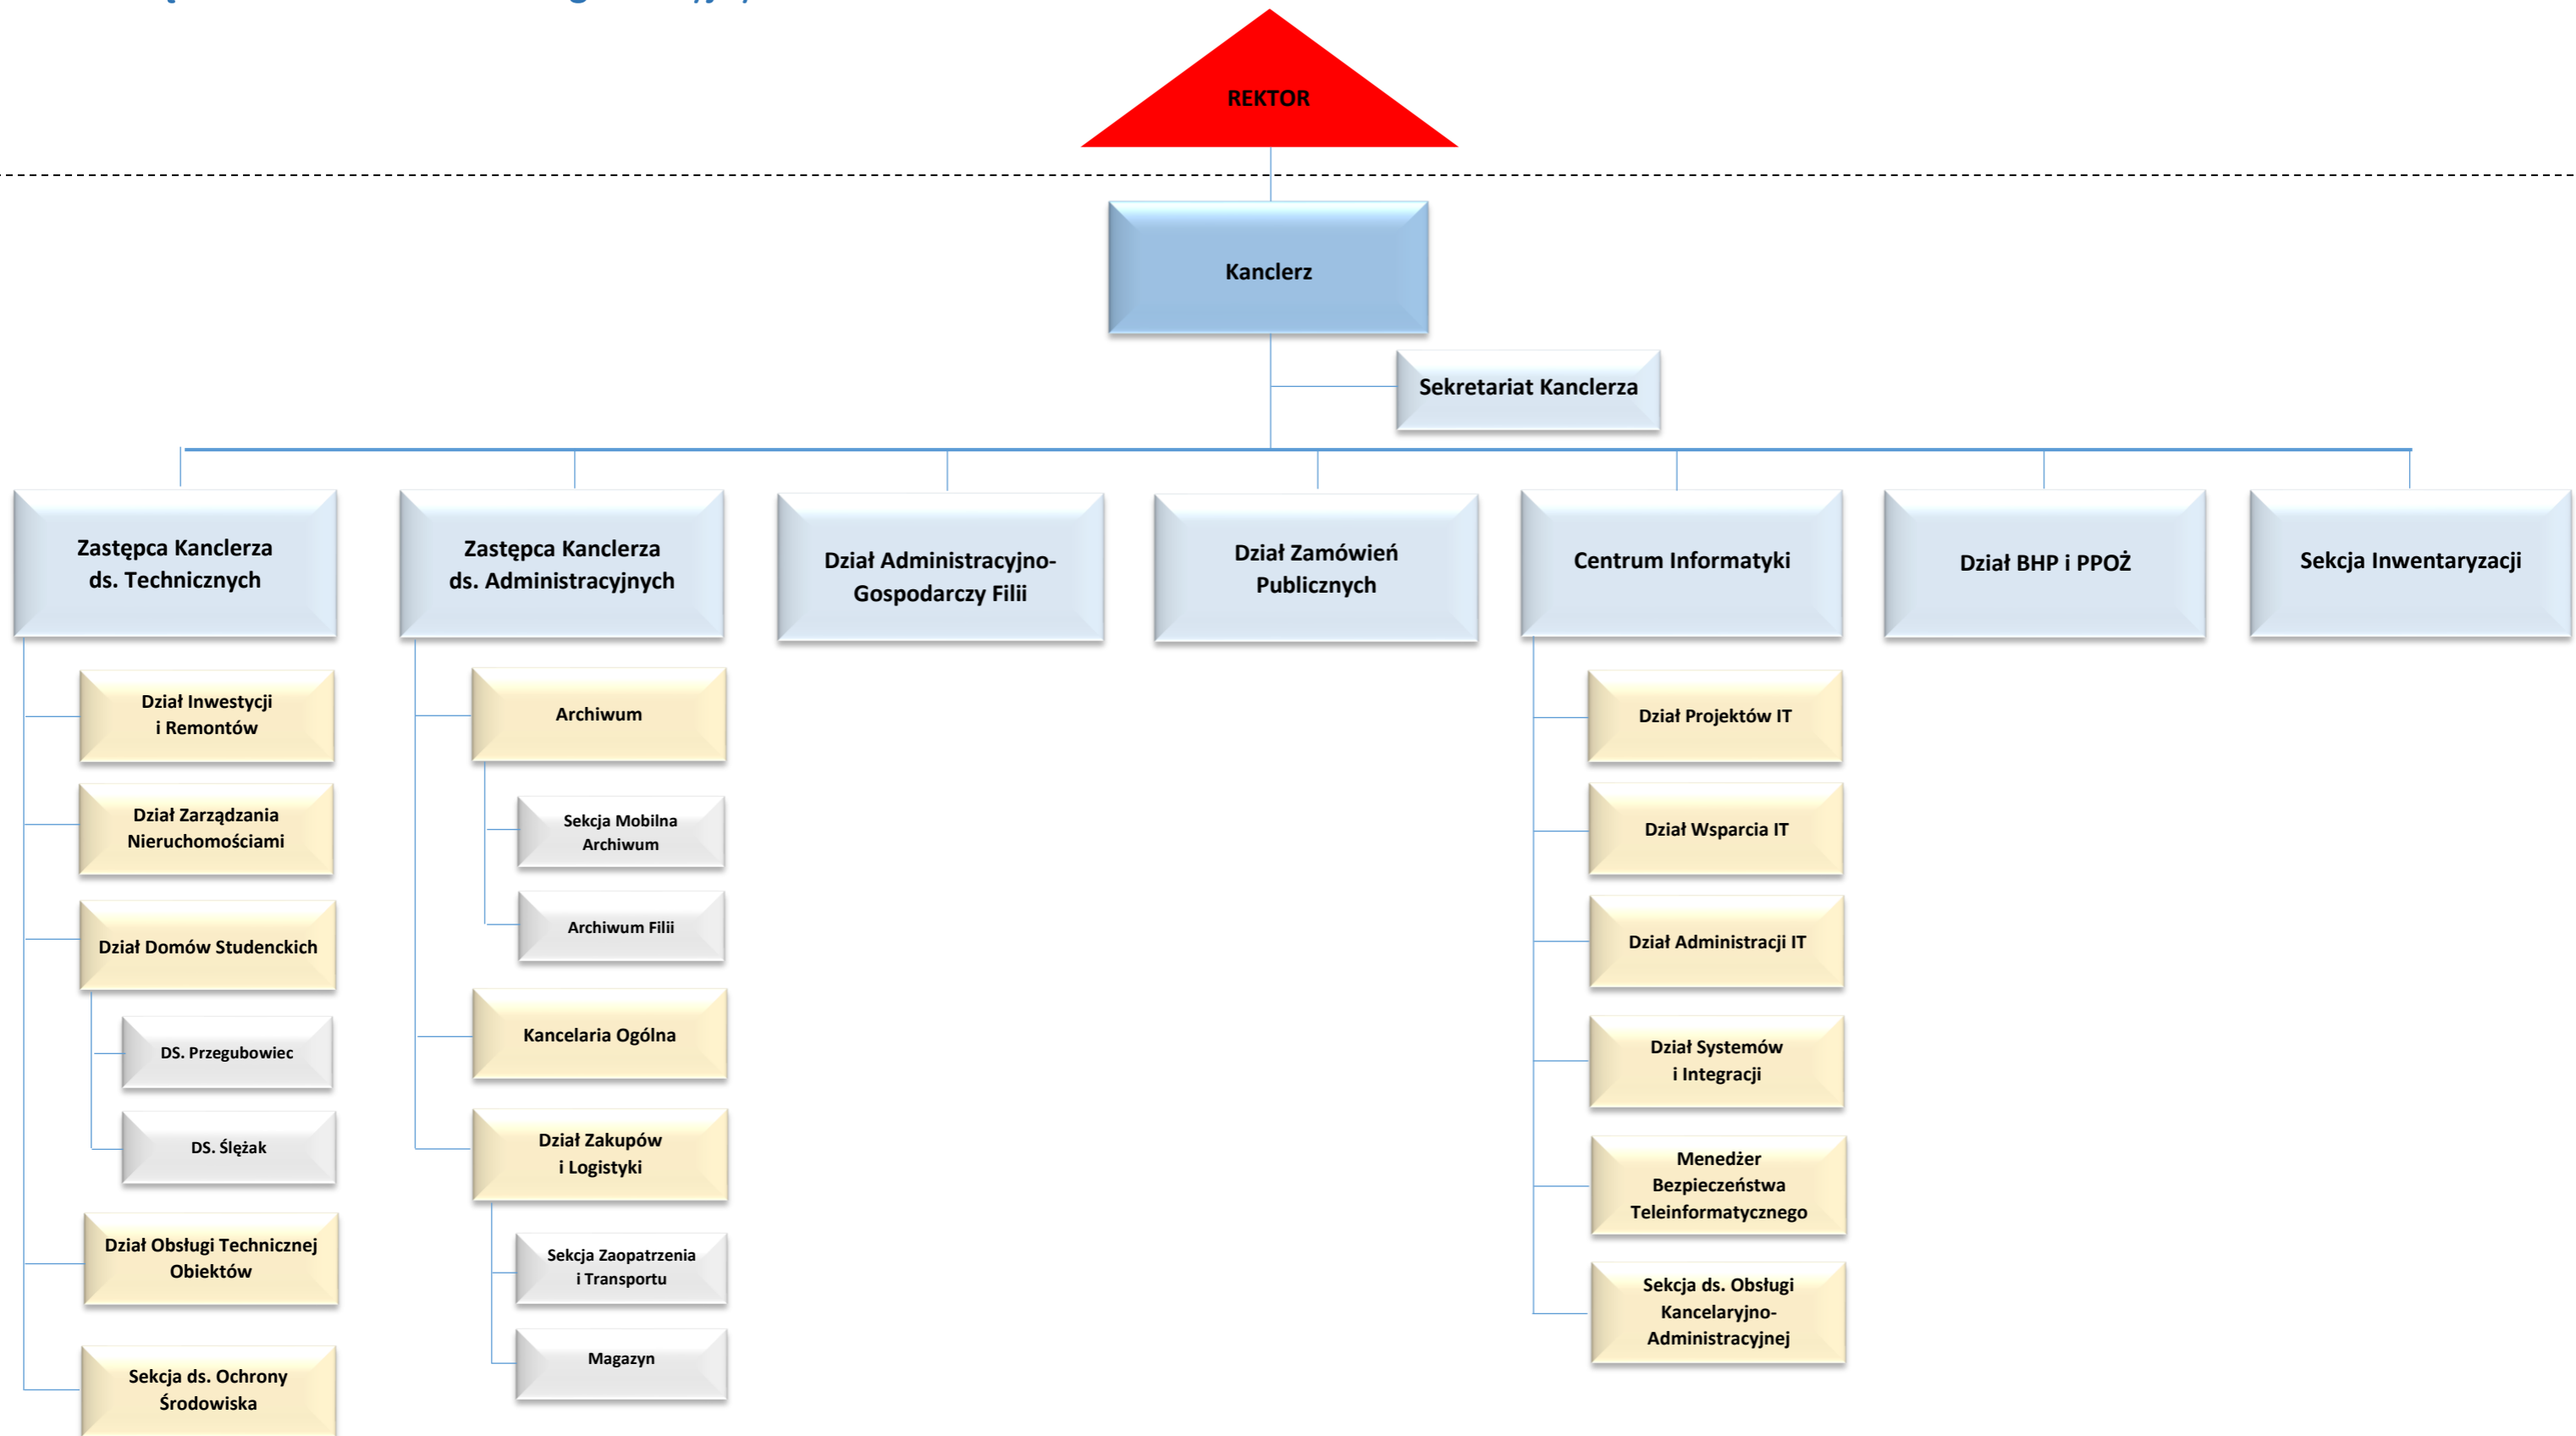 REKTOR
Kanclerz
Sekretariat Kanclerza
Zastępca Kanclerza
ds. Technicznych
Zastępca Kanclerza
ds. Administracyjnych
Dział Administracyjno-
Gospodarczy Filii
Dział Zamówień
Publicznych
Centrum Informatyki
Dział BHP i PPOŻ
Sekcja Inwentaryzacji
Dział Inwestycji
i Remontów
Dział Zarządzania
Nieruchomościami
Dział Domów Studenckich
DS. Przegubowiec
DS. Ślężak
Dział Obsługi Technicznej
Obiektów
Sekcja ds. Ochrony
Środowiska
Archiwum
Sekcja Mobilna
Archiwum
Archiwum Filii
Kancelaria Ogólna
Dział Zakupów
i Logistyki
Sekcja Zaopatrzenia
i Transportu
Magazyn
Dział Projektów IT
Dział Wsparcia IT
Dział Administracji IT
Dział Systemów
i Integracji
Menedżer
Bezpieczeństwa
Teleinformatycznego
Sekcja ds. Obsługi
Kancelaryjno-
Administracyjnej